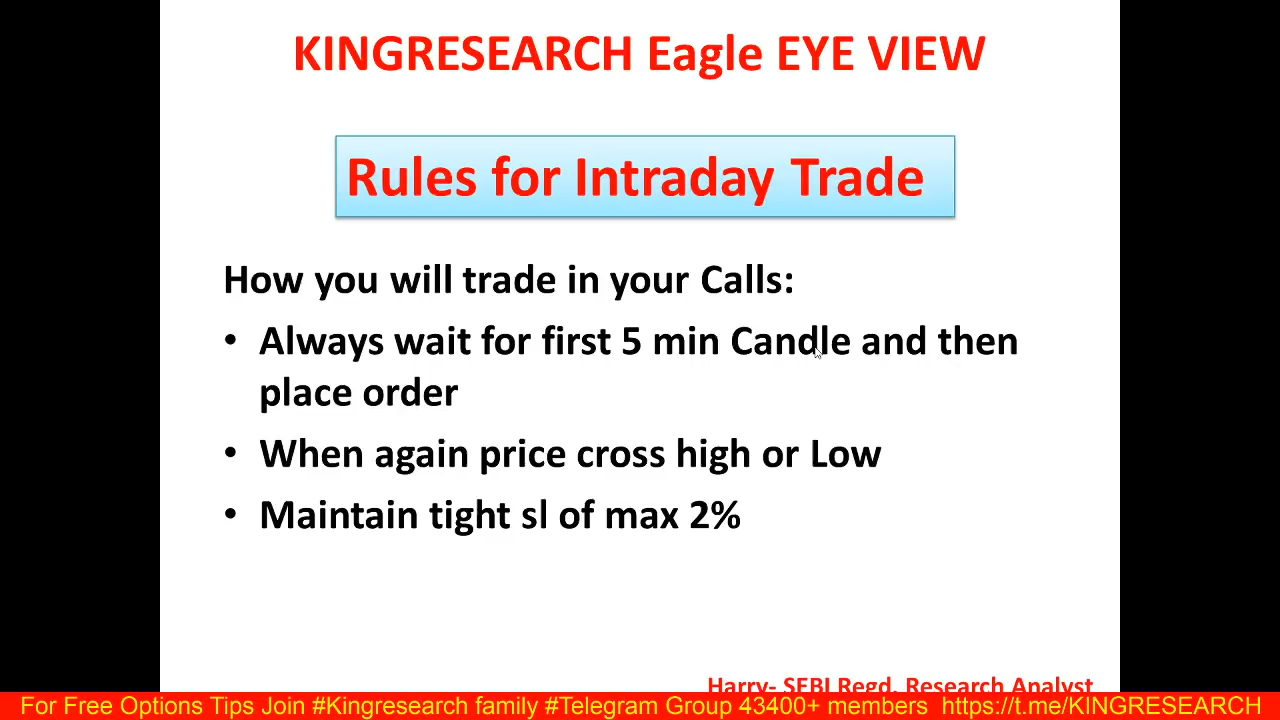 KINGRESEARCH Eagle EYE VIEW
Rules for Intraday Trade
How you will trade in your Calls:
• Always wait for first 5 min Candle and then
place order
• When again price cross high or Low
• Maintain tight sl of max 2%
Harry- SEBI Regd. Research Analyst
For Free Options Tips Join #Kingresearch family #Telegram Group 43400+ members https://t.me/KINGRESEARCH